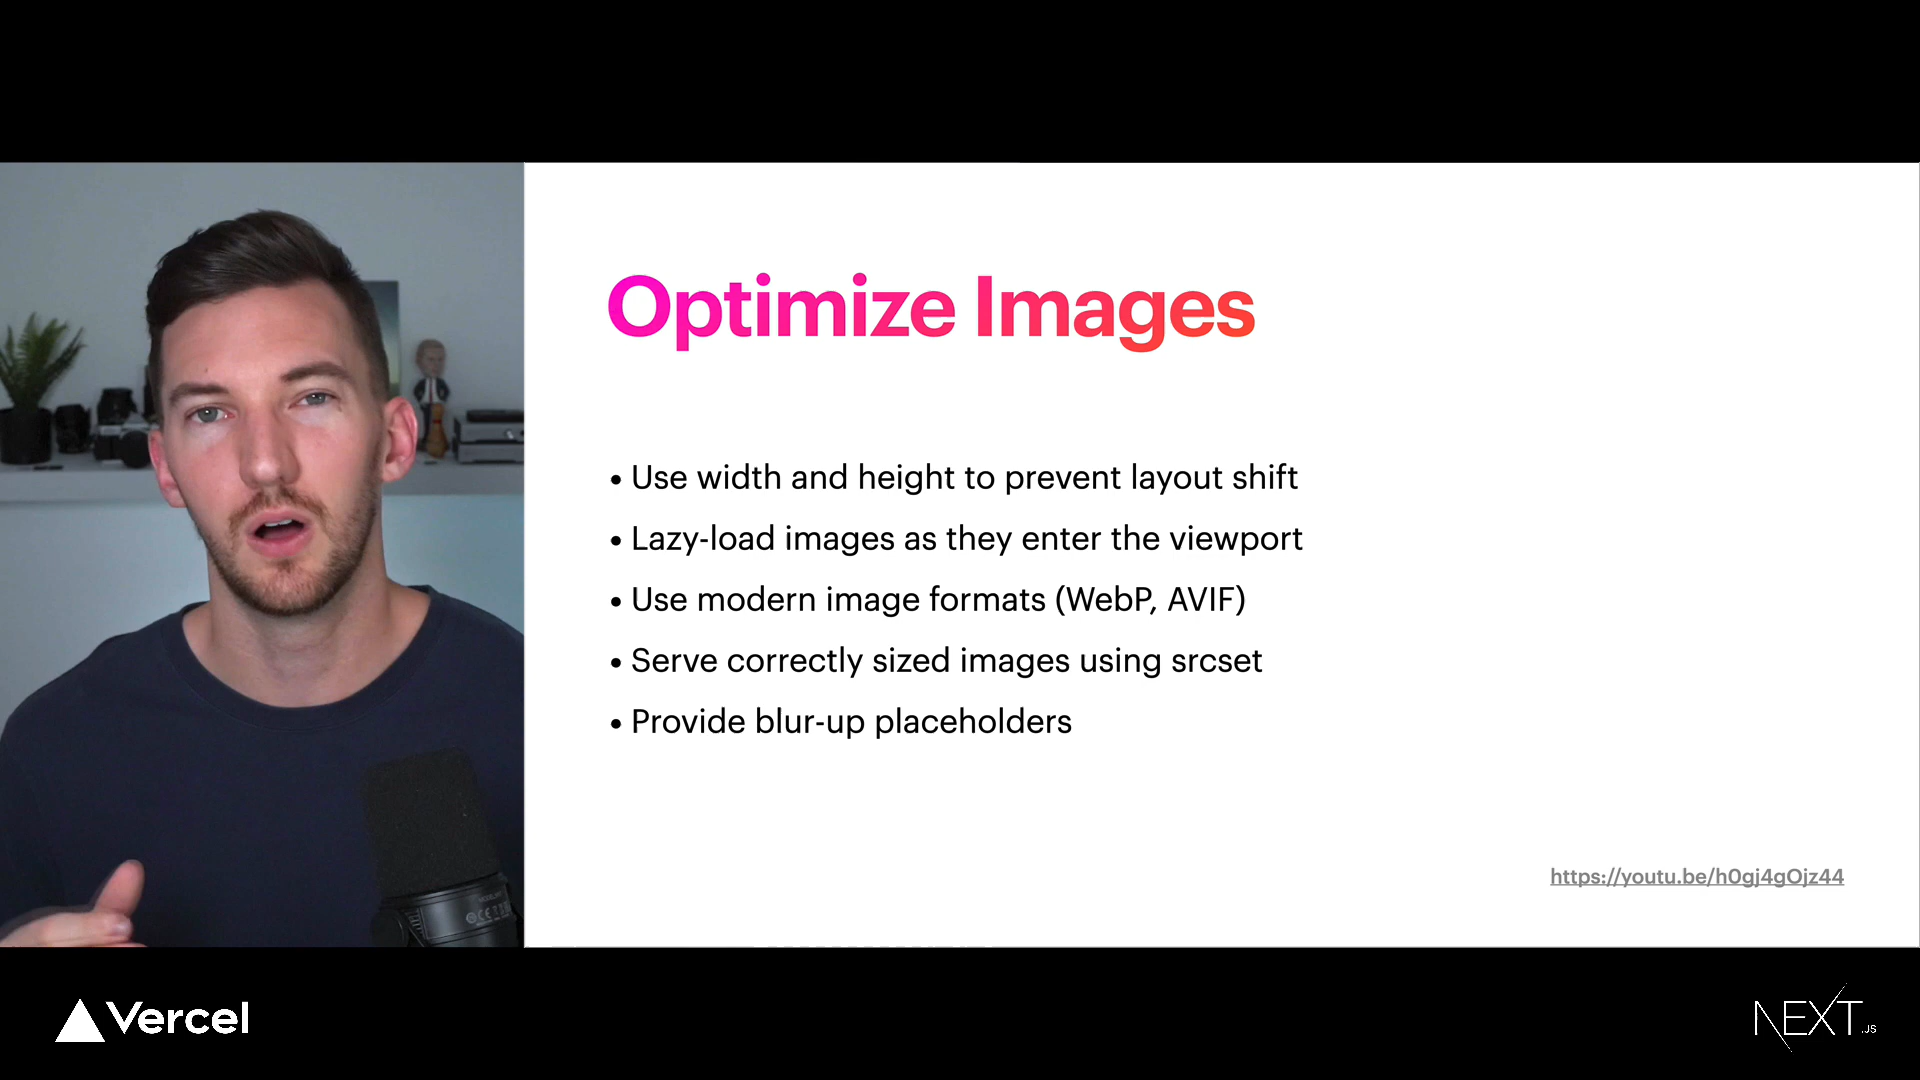 Optimize Images
• Use width and height to prevent layout shift
• Lazy-load images as they enter the viewport
• Use modern image formats (WebP, AVIF)
• Serve correctly sized images using srcset
• Provide blur-up placeholders
https://youtu.be/h0gj4gOjz44
Vercel
NEXT.JS